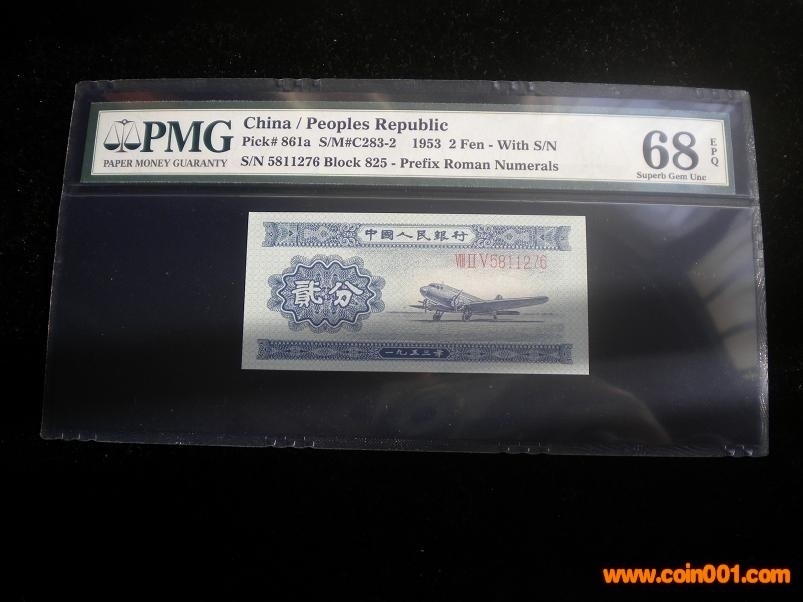 PMG
PAPER MONEY GUARANTY
China / Peoples Republic
Pick# 861a S/M#C283-2 1953 2 Fen - With S/N
S/N 5811276 Block 825 - Prefix Roman Numerals
68 EPQ
Superb Gem Unc
中國人民銀行
VIII II V 5811276
貳分
一九五三年
www.coin001.com